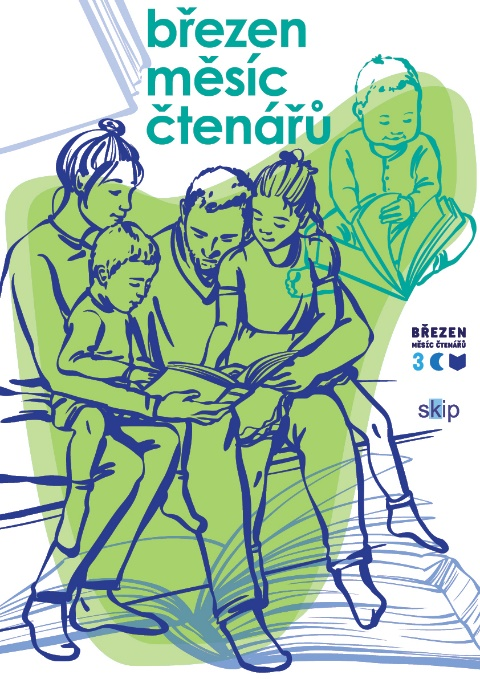 březen
měsíc
čtenářů
BŘEZEN
MĚSÍC ČTENÁŘŮ
3
skip